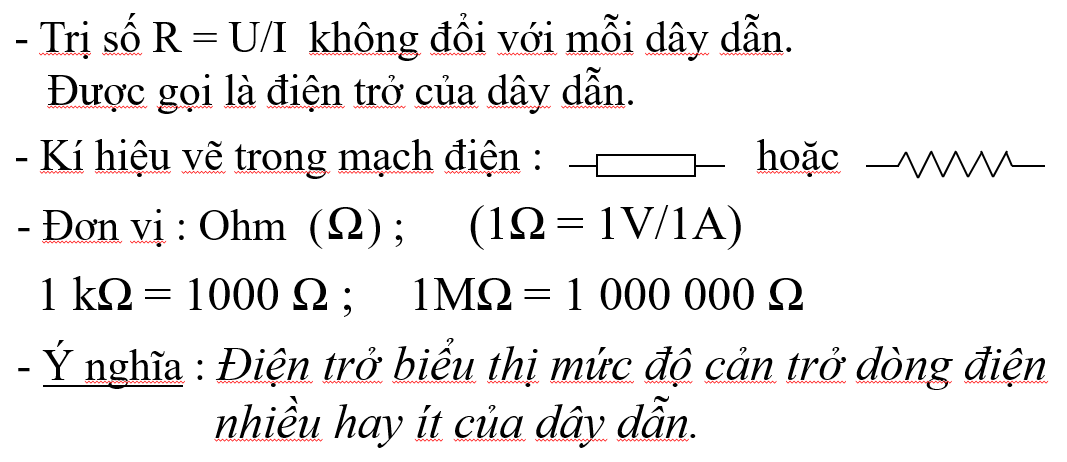 - Trị số R = U/I không đổi với mỗi dây dẫn.
Được gọi là điện trở của dây dẫn.
- Kí hiệu vẽ trong mạch điện : hoặc
- Đơn vị : Ohm (Ω) ; (1Ω = 1V/1A)
1 kΩ = 1000 Ω ; 1MΩ = 1 000 000 Ω
- Ý nghĩa : Điện trở biểu thị mức độ cản trở dòng điện
nhiều hay ít của dây dẫn.